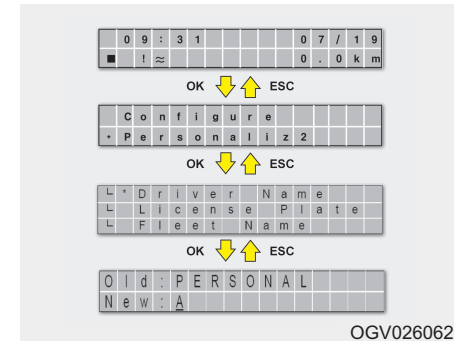 09:31 07/19
■ !≈ 0.0km
OK ESC
Configure
* Personaliz2
OK ESC
└ * Driver Name
└ License Plate
└ Fleet Name
OK ESC
Old:PERSONAL
New:A
OGV026062